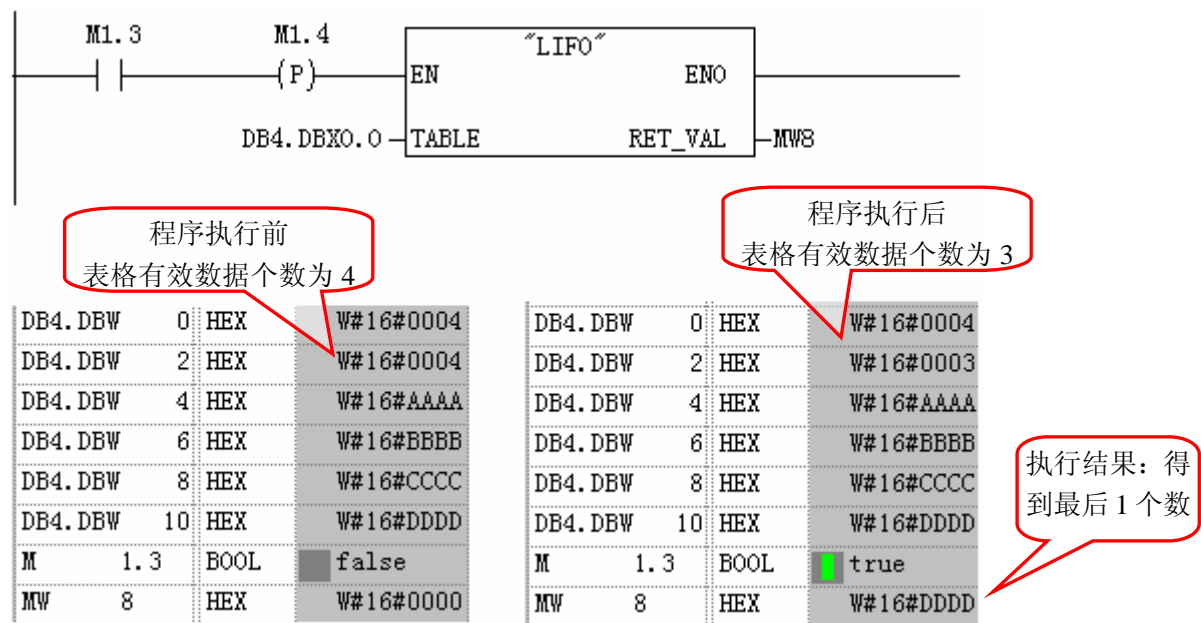 M1.3 M1.4 "LIFO"
(P) EN ENO
DB4.DBX0.0 TABLE RET_VAL MW8
程序执行前
表格有效数据个数为 4
程序执行后
表格有效数据个数为 3
DB4.DBW 0 HEX W#16#0004
DB4.DBW 2 HEX W#16#0004
DB4.DBW 4 HEX W#16#AAAA
DB4.DBW 6 HEX W#16#BBBB
DB4.DBW 8 HEX W#16#CCCC
DB4.DBW 10 HEX W#16#DDDD
M 1.3 BOOL false
MW 8 HEX W#16#0000
DB4.DBW 0 HEX W#16#0004
DB4.DBW 2 HEX W#16#0003
DB4.DBW 4 HEX W#16#AAAA
DB4.DBW 6 HEX W#16#BBBB
DB4.DBW 8 HEX W#16#CCCC
DB4.DBW 10 HEX W#16#DDDD
M 1.3 BOOL true
MW 8 HEX W#16#DDDD
执行结果：得
到最后 1 个数